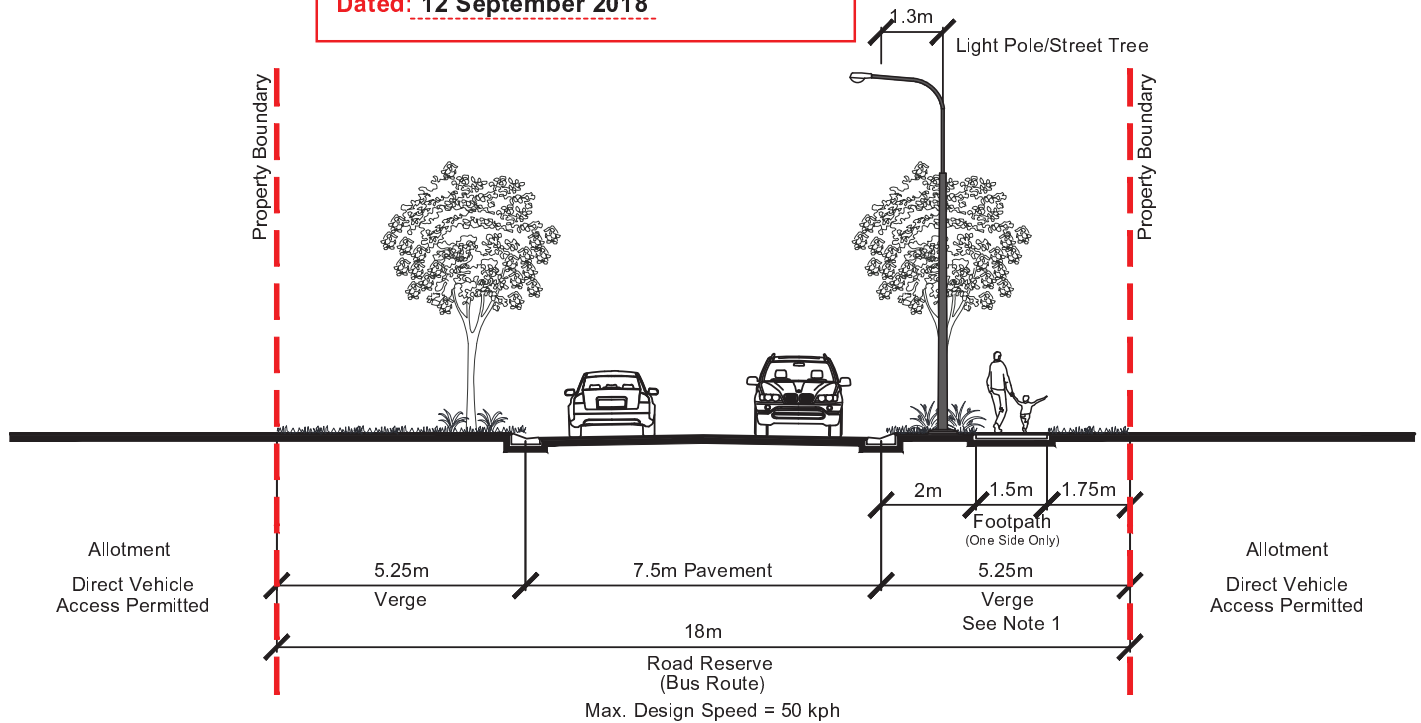 Dated: 12 September 2018
1.3m
Light Pole/Street Tree
Property Boundary
Property Boundary
2m
1.5m
1.75m
Footpath
(One Side Only)
Allotment
Direct Vehicle
Access Permitted
5.25m
Verge
7.5m Pavement
5.25m
Verge
See Note 1
Allotment
Direct Vehicle
Access Permitted
18m
Road Reserve
(Bus Route)
Max. Design Speed = 50 kph